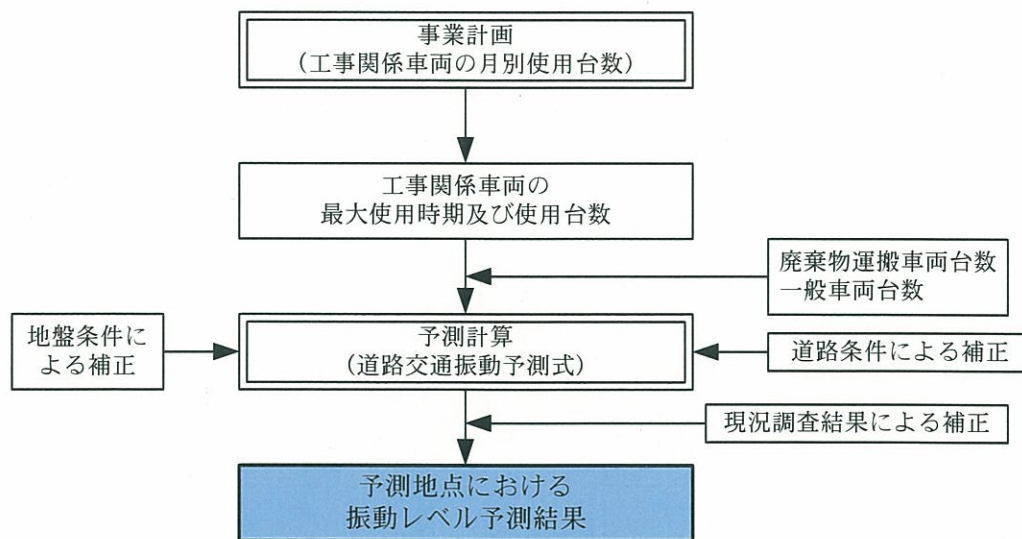 事業計画
（工事関係車両の月別使用台数）
工事関係車両の
最大使用時期及び使用台数
廃棄物運搬車両台数
一般車両台数
地盤条件に
よる補正
予測計算
（道路交通振動予測式）
道路条件による補正
現況調査結果による補正
予測地点における
振動レベル予測結果